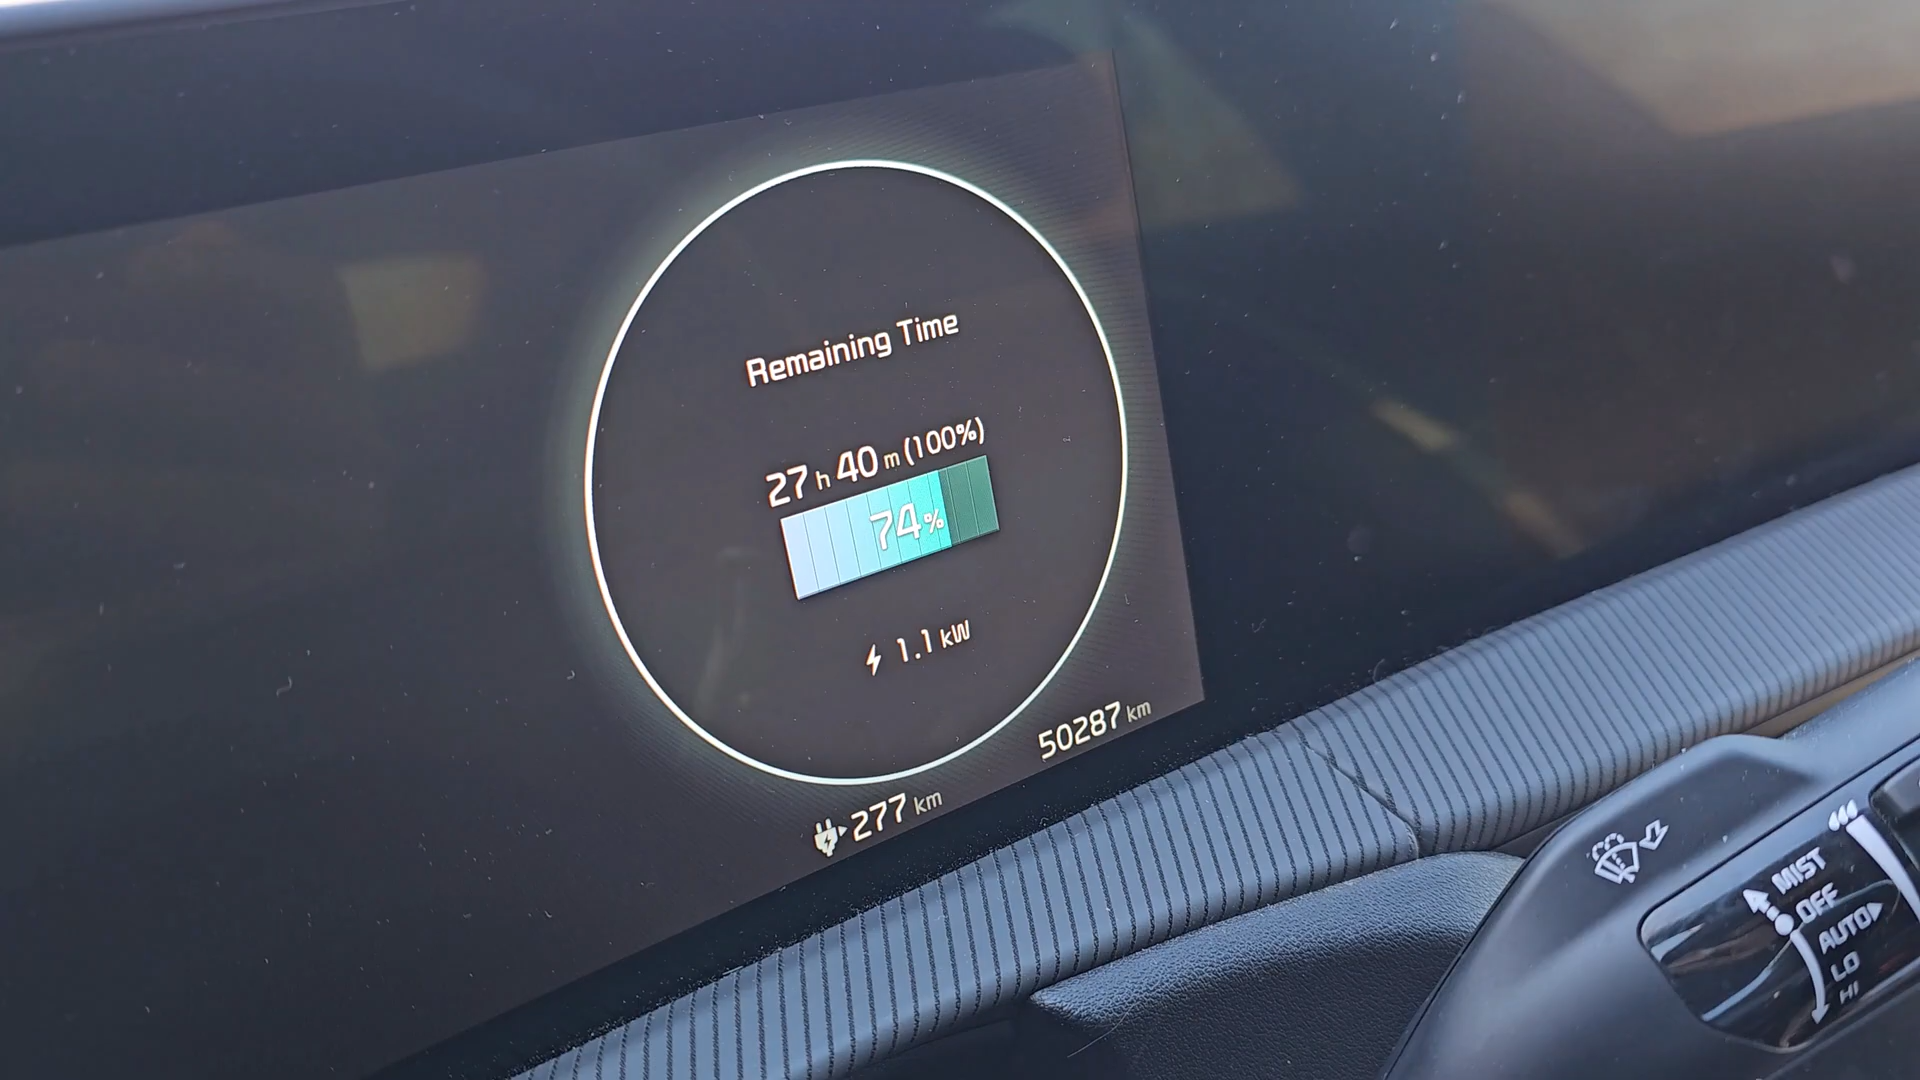 Remaining Time
27 h 40 m (100%)
74%
1.1 kW
50287 km
277 km
MIST
OFF
AUTO
LO
HI